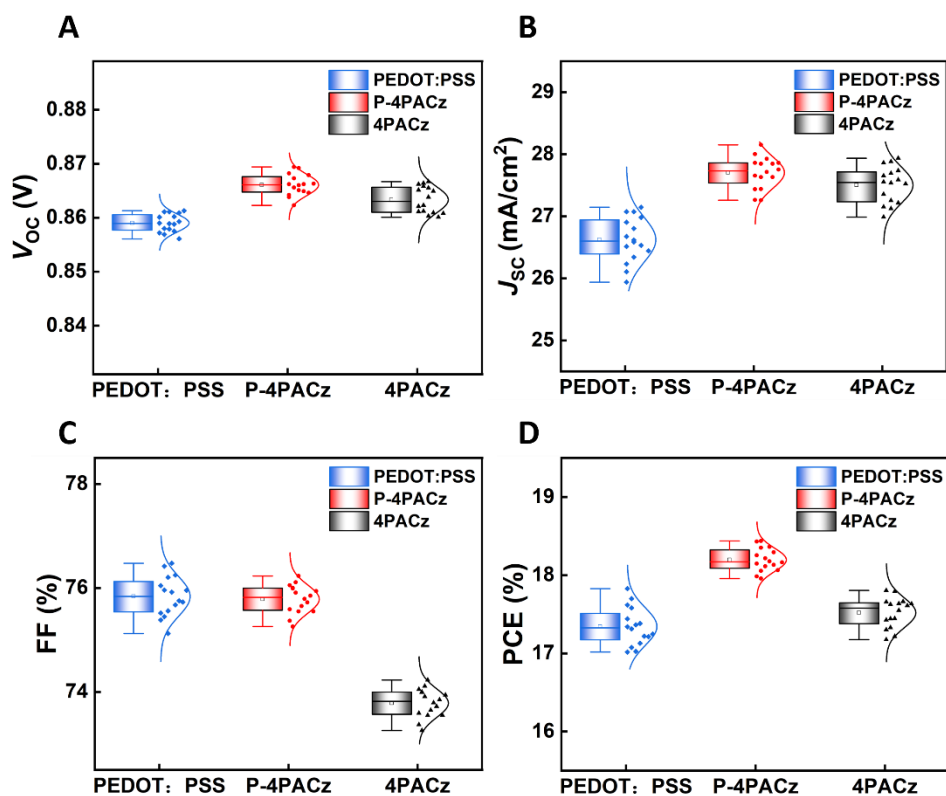 A
V_OC (V)
0.88
0.87
0.86
0.85
0.84
PEDOT:PSS
P-4PACz
4PACz
PEDOT：PSS
P-4PACz
4PACz
B
J_SC (mA/cm²)
29
28
27
26
25
PEDOT:PSS
P-4PACz
4PACz
PEDOT：PSS
P-4PACz
4PACz
C
FF (%)
78
76
74
PEDOT:PSS
P-4PACz
4PACz
PEDOT：PSS
P-4PACz
4PACz
D
PCE (%)
19
18
17
16
PEDOT:PSS
P-4PACz
4PACz
PEDOT：PSS
P-4PACz
4PACz